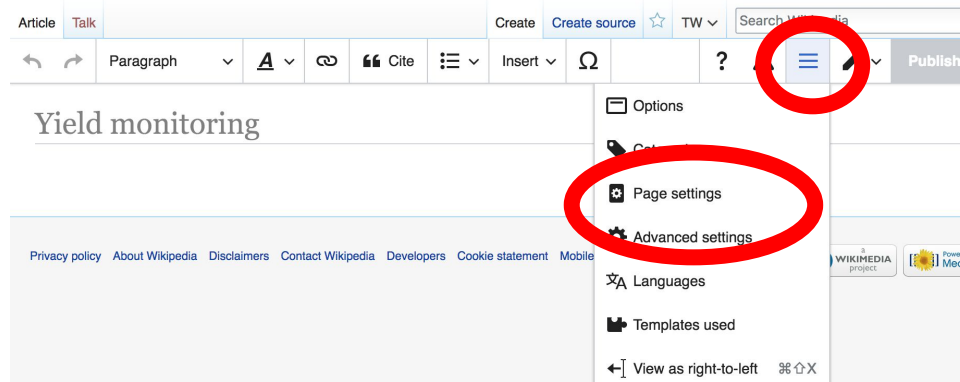 Article Talk Create Create source TW Search Wikipedia
Paragraph A Cite Insert Ω ? Publish
Options
Yield monitoring
Page settings
Advanced settings
Privacy policy About Wikipedia Disclaimers Contact Wikipedia Developers Cookie statement Mobile
a
WIKIMEDIA
project
Languages
Templates used
View as right-to-left ⌘⇧X